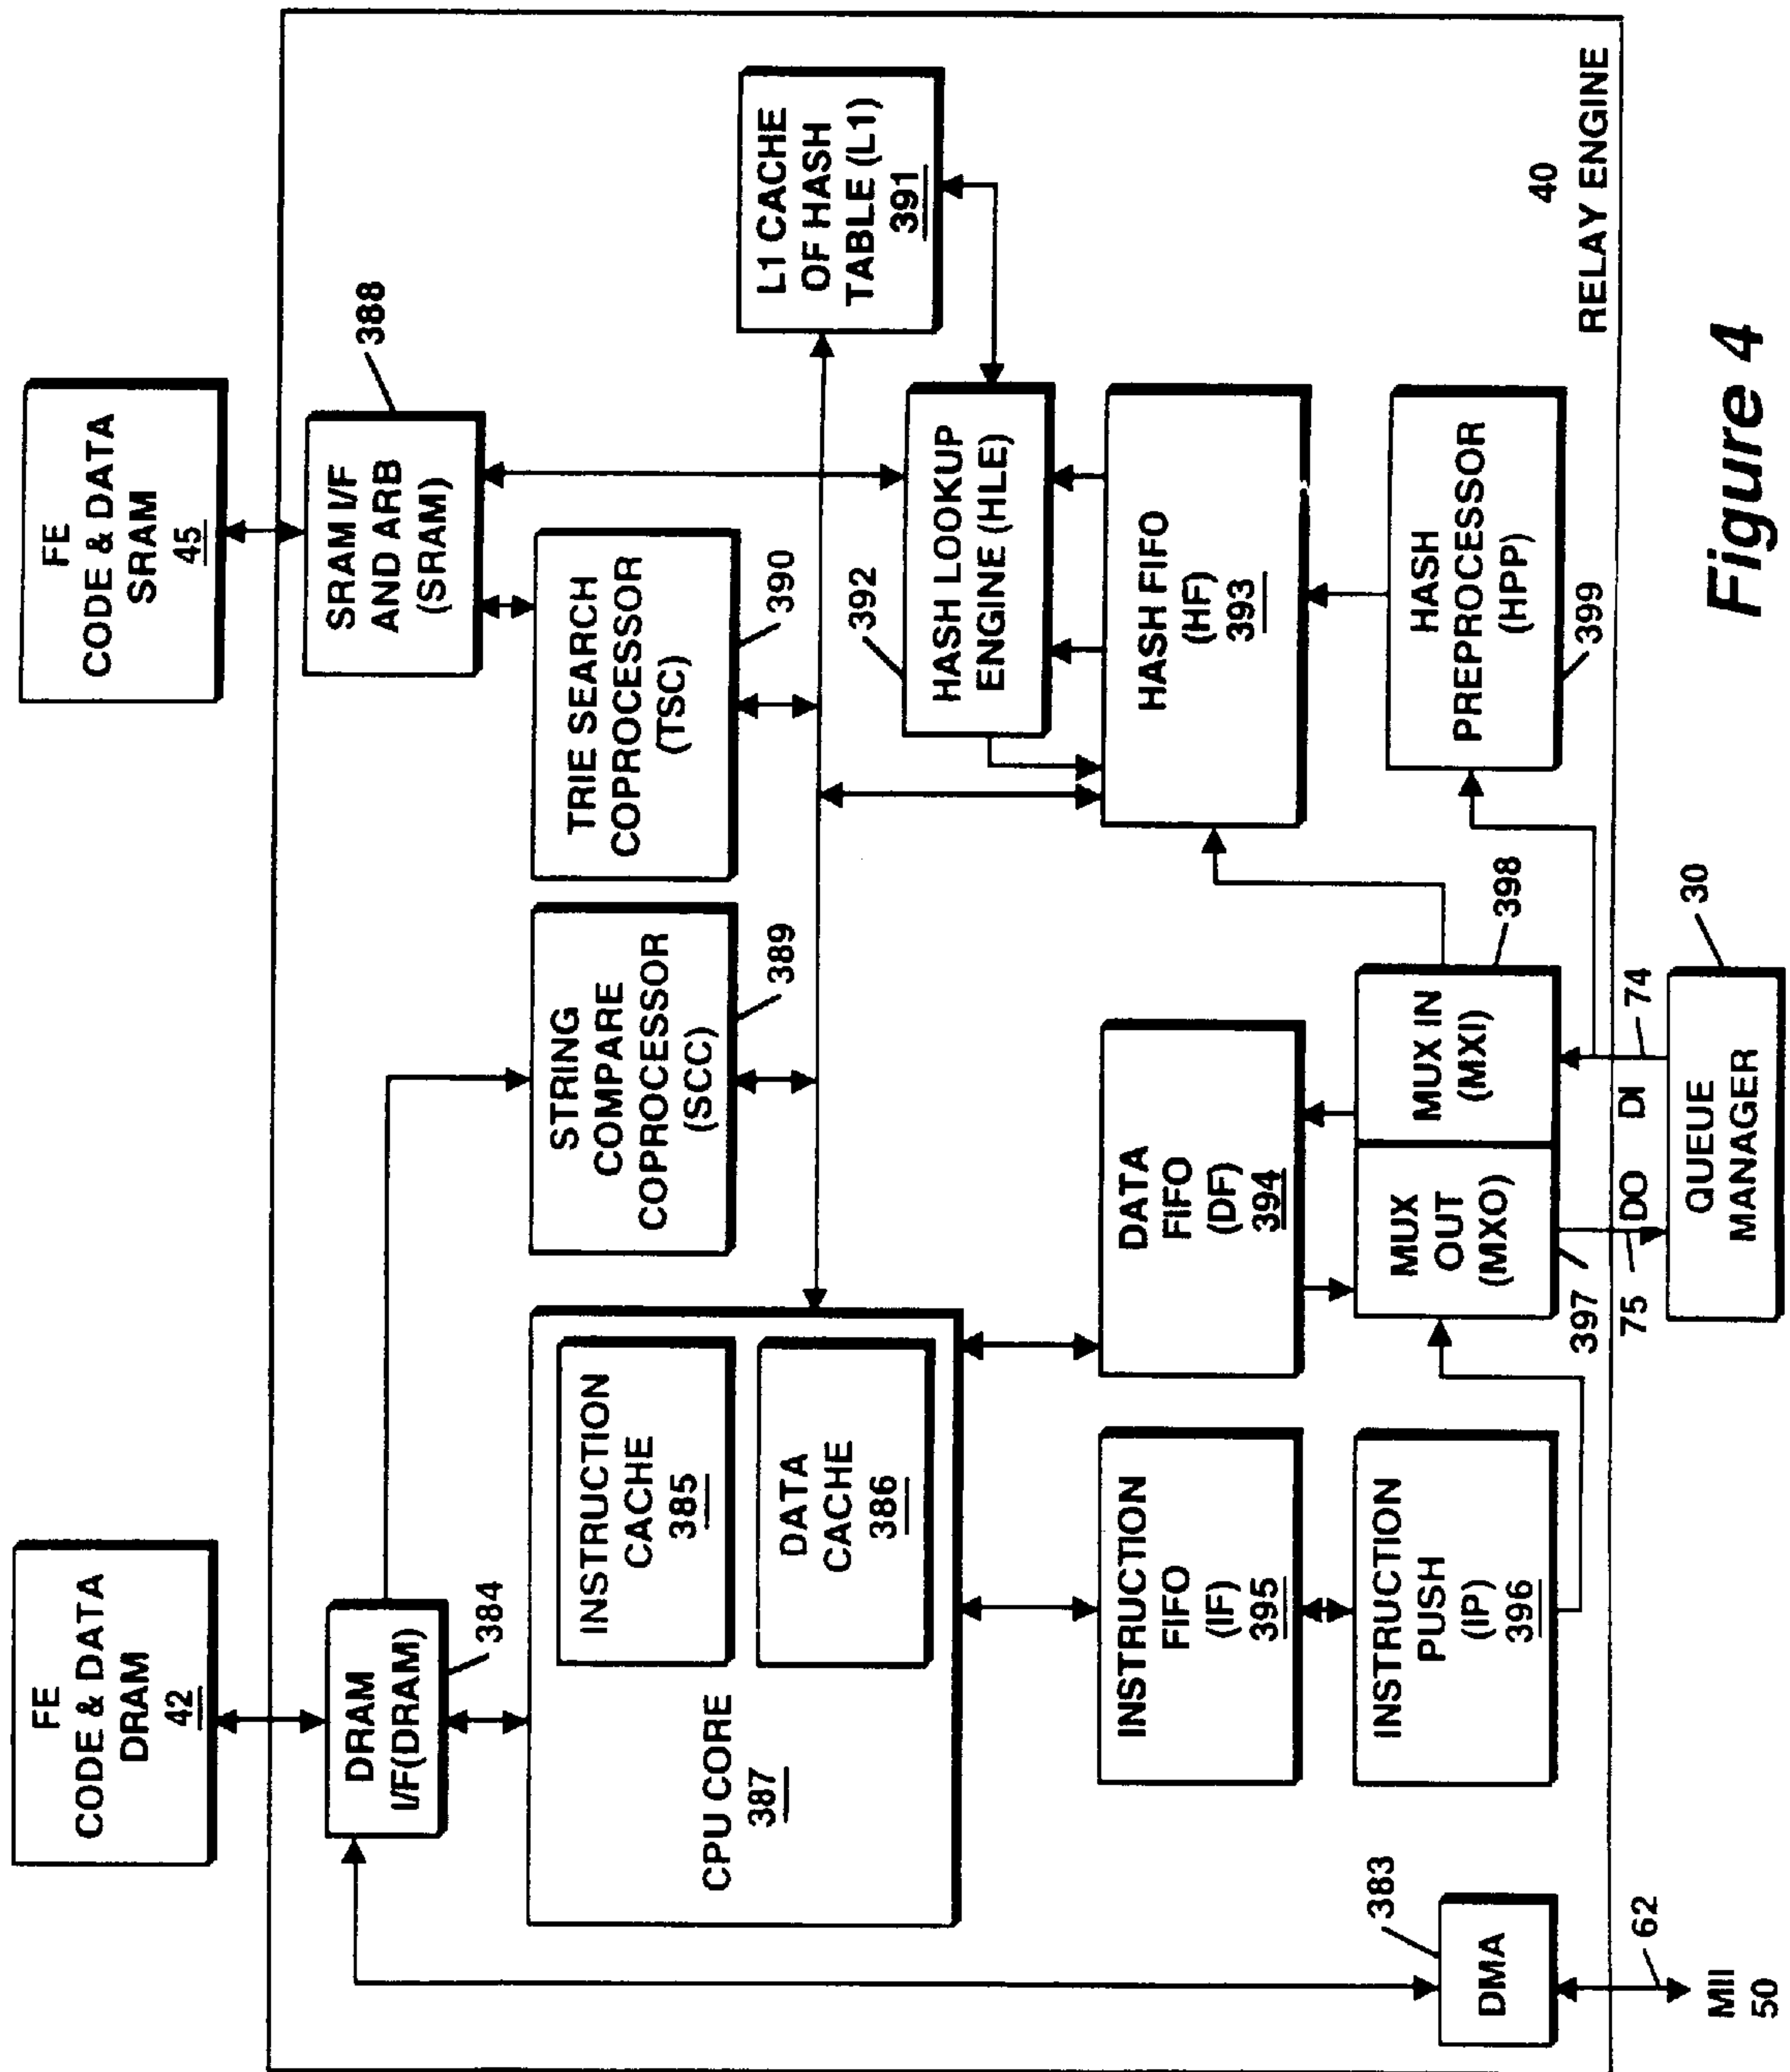 FE
CODE & DATA
DRAM
42
FE
CODE & DATA
SRAM
45
DRAM
I/F(DRAM)
384
SRAM I/F
AND ARB
(SRAM)
388
CPU CORE
387
INSTRUCTION
CACHE
385
DATA
CACHE
386
STRING
COMPARE
COPROCESSOR
(SCC)
389
TRIE SEARCH
COPROCESSOR
(TSC)
390
L1 CACHE
OF HASH
TABLE (L1)
391
392
HASH LOOKUP
ENGINE (HLE)
INSTRUCTION
FIFO
(IF)
395
DATA
FIFO
(DF)
394
HASH FIFO
(HF)
393
383
DMA
INSTRUCTION
PUSH
(IP)
396
MUX
OUT
(MXO)
397
MUX IN
(MXI)
398
HASH
PREPROCESSOR
(HPP)
399
40
RELAY ENGINE
62
MII
50
75
DO
DI
74
30
QUEUE
MANAGER
Figure 4